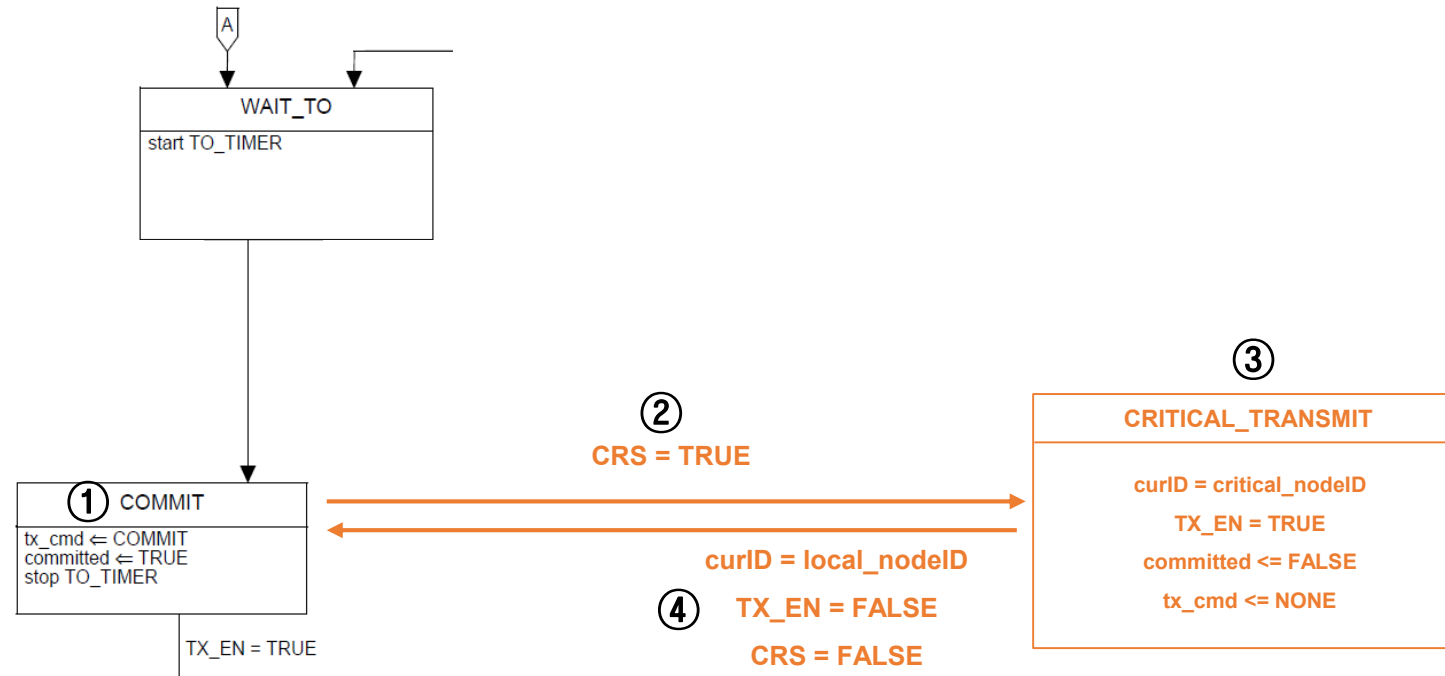 A
WAIT_TO
start TO_TIMER
③
②
CRITICAL_TRANSMIT
CRS = TRUE
① COMMIT
curID = critical_nodeID
tx_cmd ⇐ COMMIT
TX_EN = TRUE
committed ⇐ TRUE
stop TO_TIMER
curID = local_nodeID
committed <= FALSE
④ TX_EN = FALSE
tx_cmd <= NONE
TX_EN = TRUE
CRS = FALSE